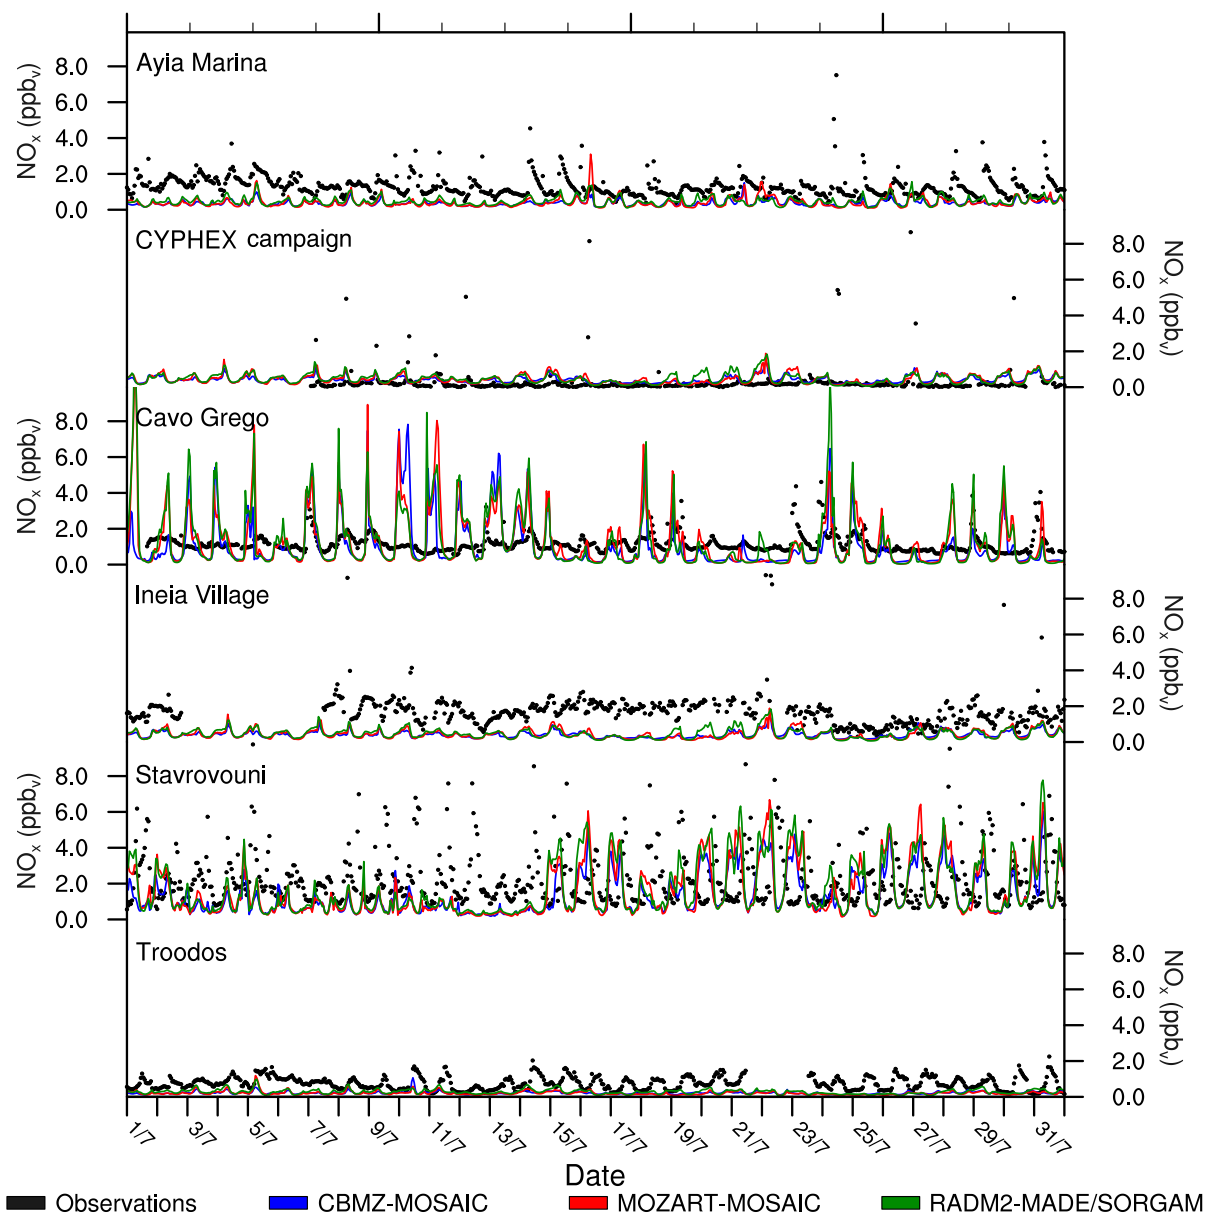 Ayia Marina
NOx (ppbv)
8.0
6.0
4.0
2.0
0.0
CYPHEX campaign
NOx (ppbv)
8.0
6.0
4.0
2.0
0.0
Cavo Grego
NOx (ppbv)
8.0
6.0
4.0
2.0
0.0
Ineia Village
NOx (ppbv)
8.0
6.0
4.0
2.0
0.0
Stavrovouni
NOx (ppbv)
8.0
6.0
4.0
2.0
0.0
Troodos
NOx (ppbv)
8.0
6.0
4.0
2.0
0.0
1/7 3/7 5/7 7/7 9/7 11/7 13/7 15/7 17/7 19/7 21/7 23/7 25/7 27/7 29/7 31/7
Date
Observations CBMZ-MOSAIC MOZART-MOSAIC RADM2-MADE/SORGAM